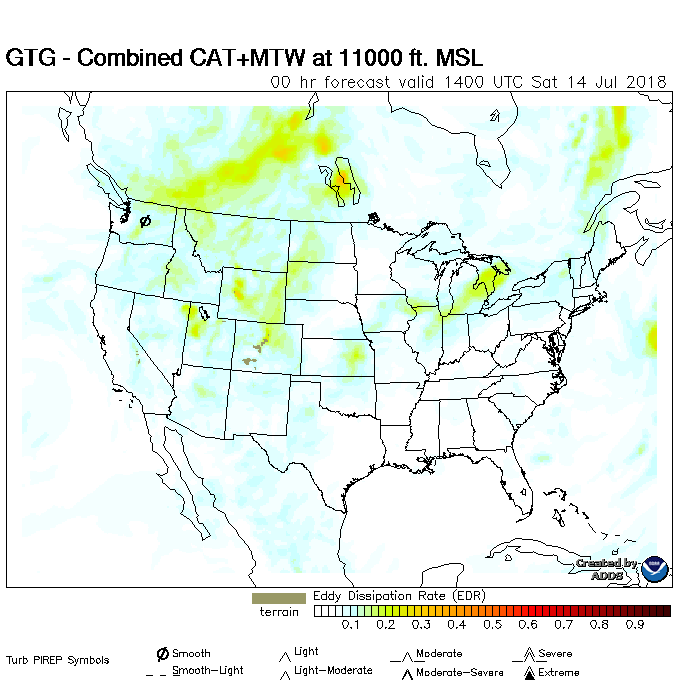 GTG - Combined CAT+MTW at 11000 ft. MSL
00 hr forecast valid 1400 UTC Sat 14 Jul 2018
Created by
ADDS
Eddy Dissipation Rate (EDR)
terrain
0.1 0.2 0.3 0.4 0.5 0.6 0.7 0.8 0.9
Turb PIREP Symbols
Smooth
Light
Moderate
Severe
Smooth-Light
Light-Moderate
Moderate-Severe
Extreme